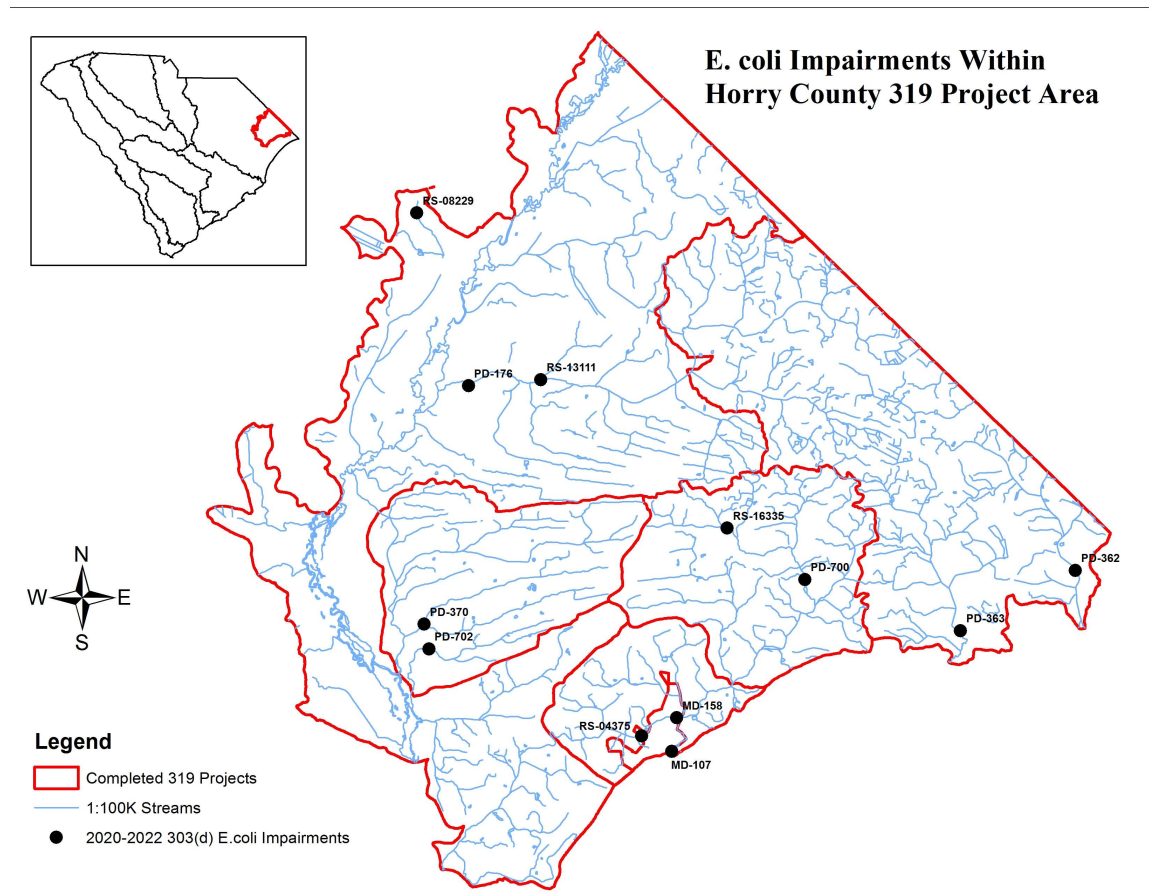 E. coli Impairments Within
Horry County 319 Project Area
RS-08229
PD-176
RS-13111
RS-16335
PD-700
PD-362
PD-363
PD-370
PD-702
MD-158
RS-04375
MD-107
N
W E
S
Legend
Completed 319 Projects
1:100K Streams
2020-2022 303(d) E.coli Impairments